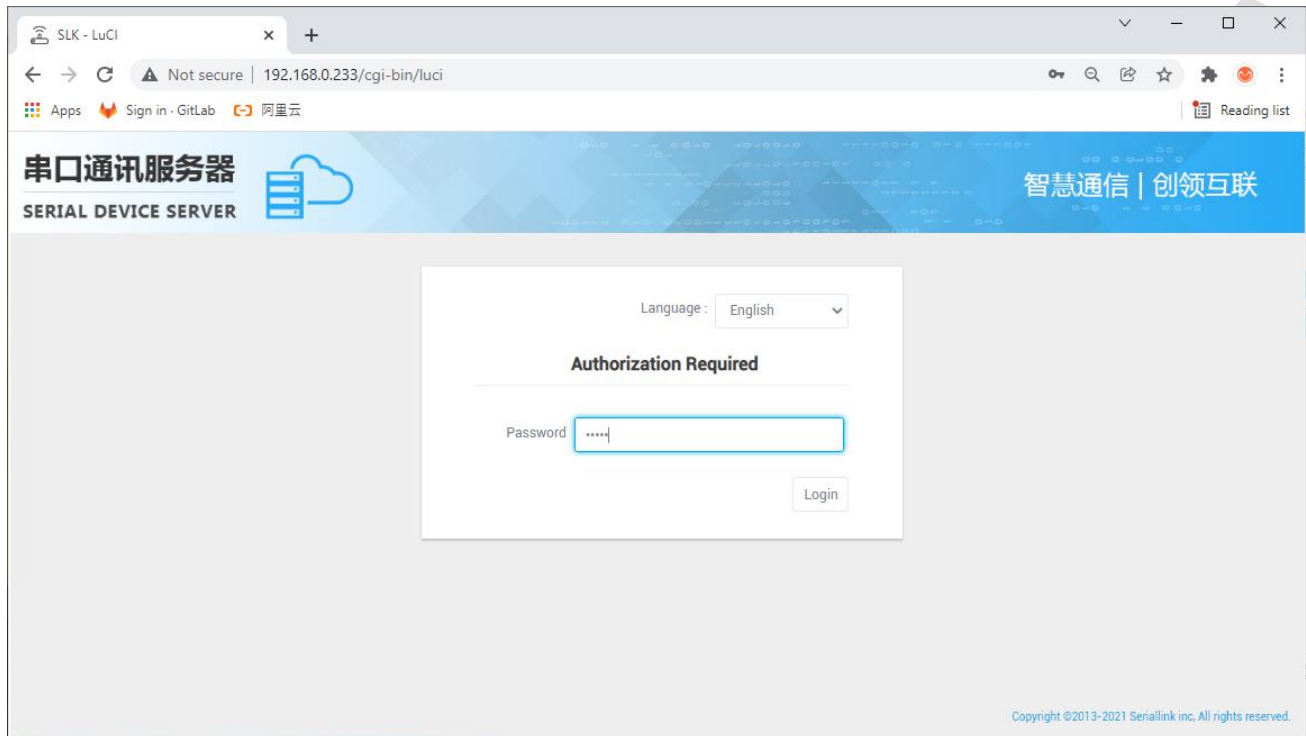 SLK - LuCI
Not secure | 192.168.0.233/cgi-bin/luci
Apps Sign in · GitLab 阿里云 Reading list
串口通讯服务器
SERIAL DEVICE SERVER
智慧通信 | 创领互联
Language : English
Authorization Required
Password •••••
Login
Copyright ©2013-2021 Seriallink inc, All rights reserved.